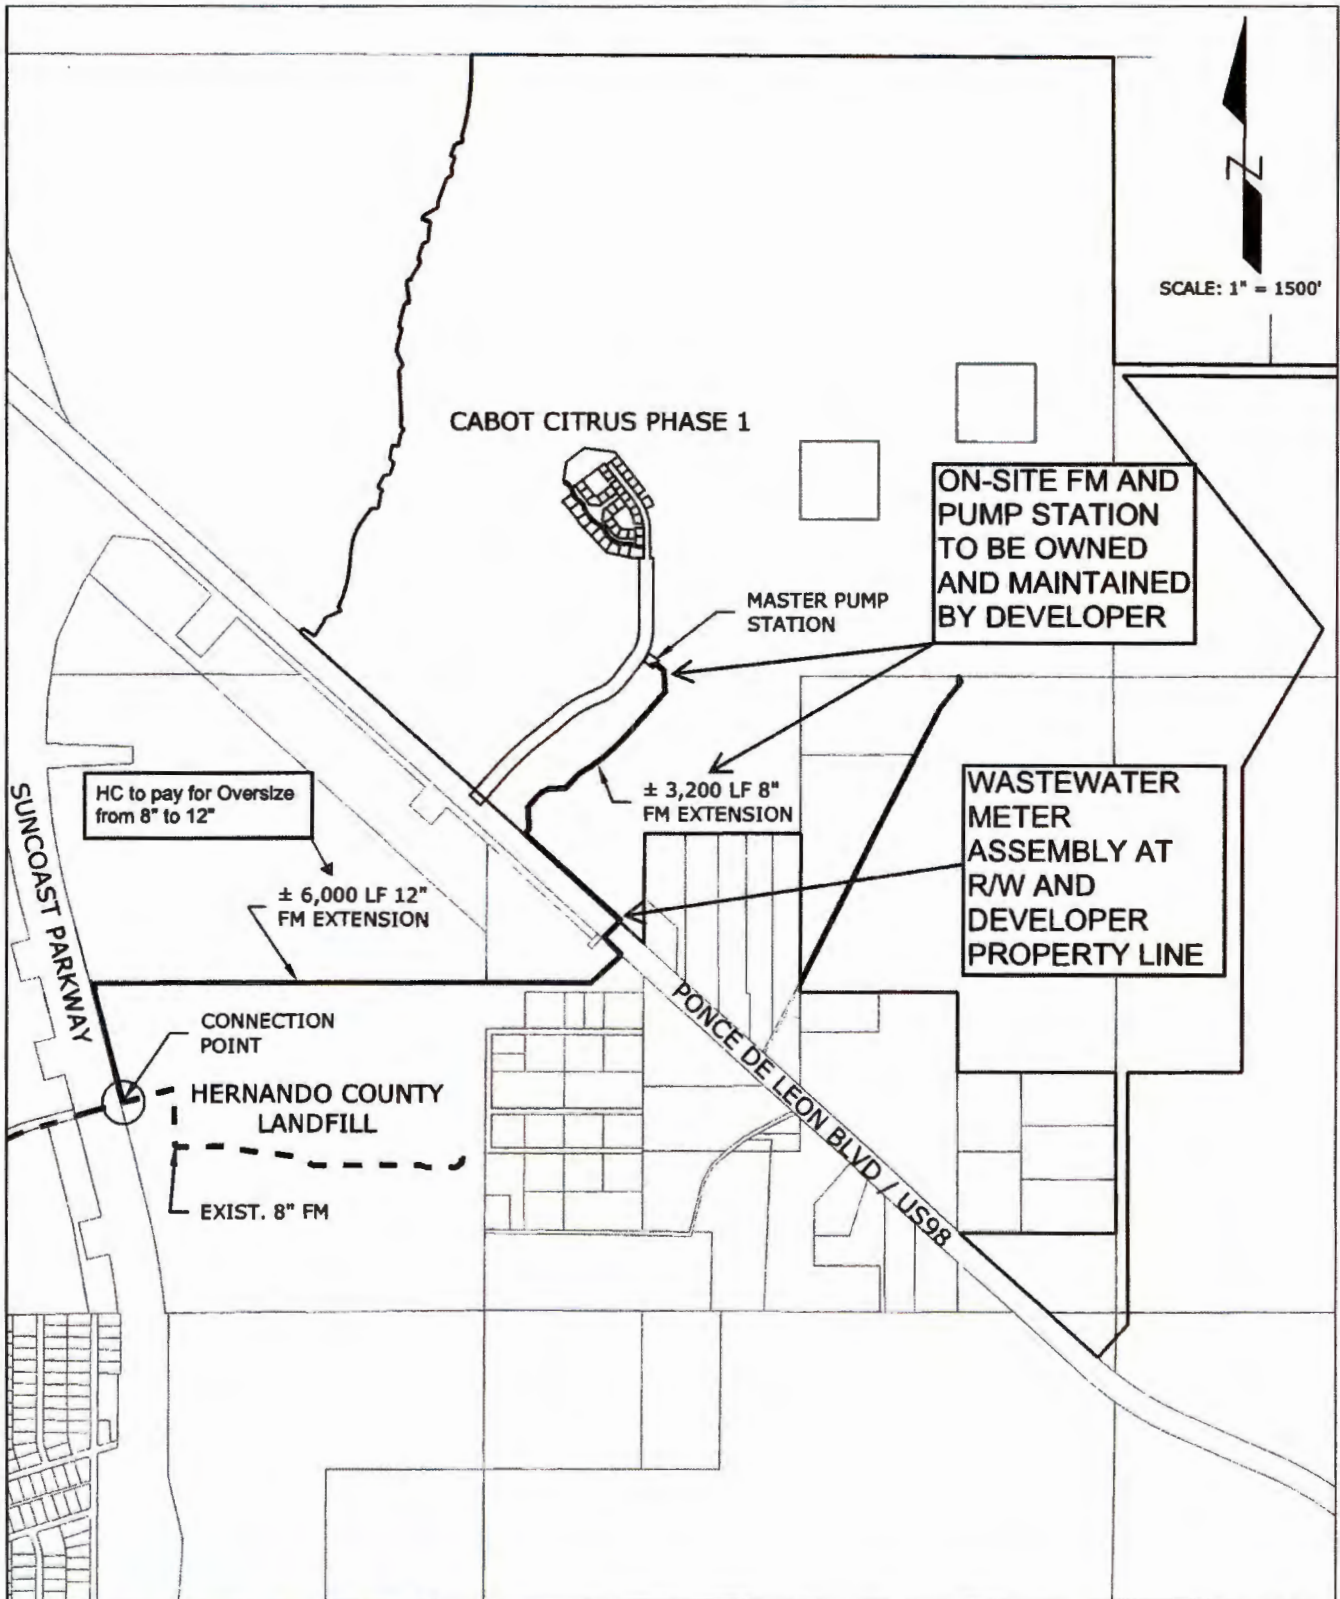 N
SCALE: 1" = 1500'
CABOT CITRUS PHASE 1
ON-SITE FM AND
PUMP STATION
TO BE OWNED
AND MAINTAINED
BY DEVELOPER
MASTER PUMP
STATION
HC to pay for Oversize
from 8" to 12"
± 3,200 LF 8"
FM EXTENSION
WASTEWATER
METER
ASSEMBLY AT
R/W AND
DEVELOPER
PROPERTY LINE
SUNCOAST PARKWAY
± 6,000 LF 12"
FM EXTENSION
CONNECTION
POINT
PONCE DE LEON BLVD / US98
HERNANDO COUNTY
LANDFILL
EXIST. 8" FM